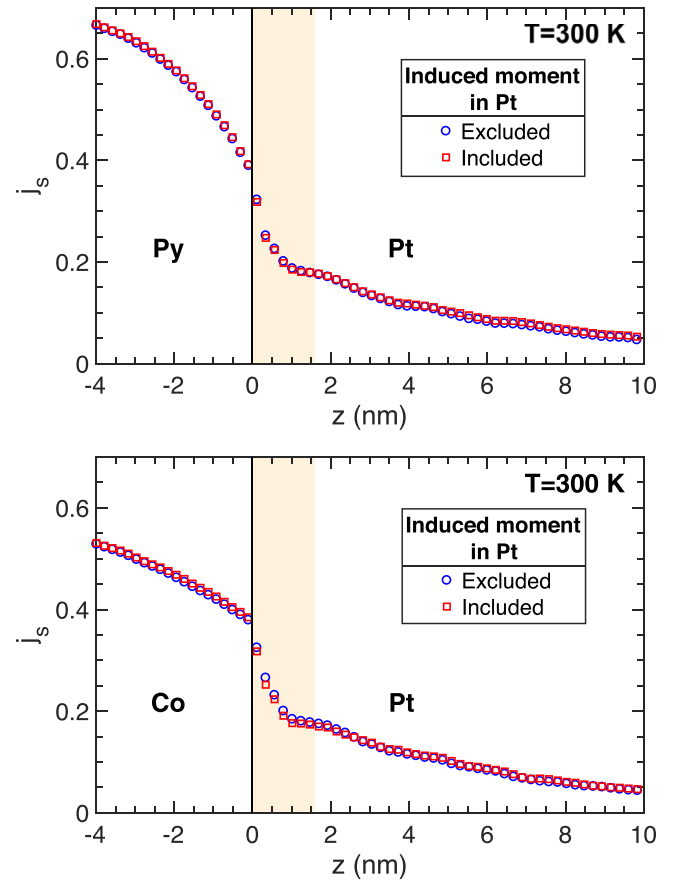 T=300 K
Induced moment
in Pt
Excluded
Included
Py
Pt
j_s
0.6
0.4
0.2
0
-4 -2 0 2 4 6 8 10
z (nm)
T=300 K
Induced moment
in Pt
Excluded
Included
Co
Pt
j_s
0.6
0.4
0.2
0
-4 -2 0 2 4 6 8 10
z (nm)